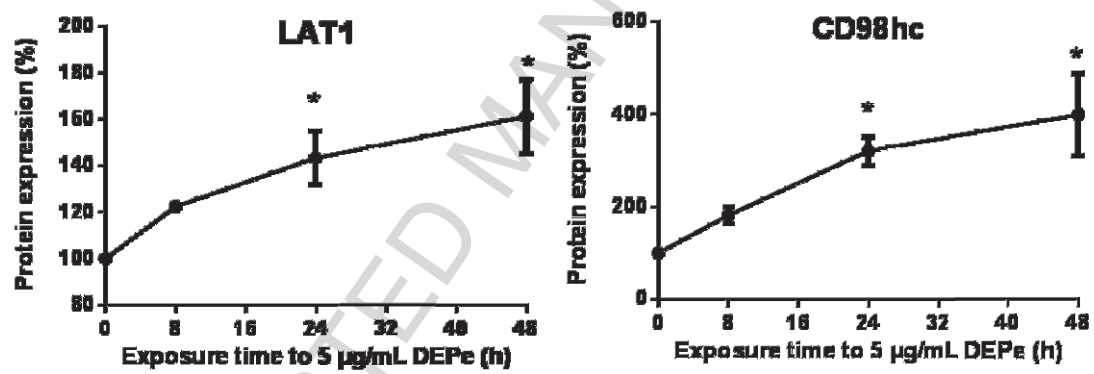 LAT1
Protein expression (%)
200
180
160
140
120
100
80
0 8 16 24 32 40 48
* *
Exposure time to 5 µg/mL DEPe (h)
CD98hc
Protein expression (%)
600
400
200
0
0 8 16 24 32 40 48
* *
Exposure time to 5 µg/mL DEPe (h)
TED MAN